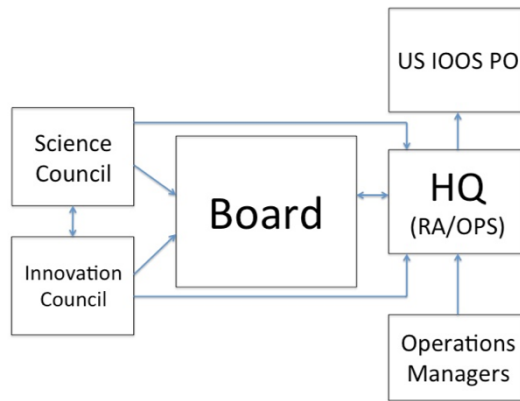 US IOOS PO
Science
Council
Board
HQ
(RA/OPS)
Innovation
Council
Operations
Managers